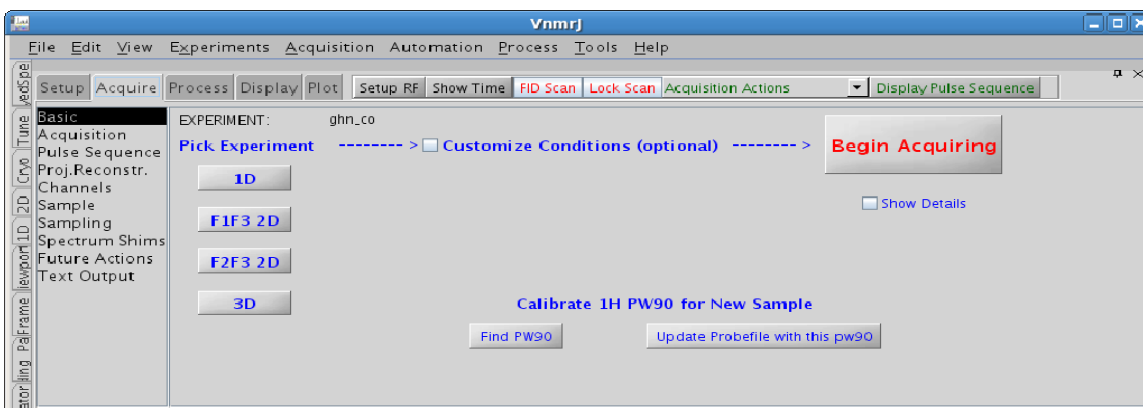 VnmrJ
File Edit View Experiments Acquisition Automation Process Tools Help
Setup Acquire Process Display Plot Setup RF Show Time FID Scan Lock Scan Acquisition Actions Display Pulse Sequence
Basic
Acquisition
Pulse Sequence
Proj.Reconstr.
Channels
Sample
Sampling
Spectrum Shims
Future Actions
Text Output
EXPERIMENT: ghn_co
Pick Experiment -------- > Customize Conditions (optional) -------- > Begin Acquiring
1D
Show Details
F1F3 2D
F2F3 2D
3D
Calibrate 1H PW90 for New Sample
Find PW90 Update Probefile with this pw90
Tune
Cryo
2D
1D
Frame